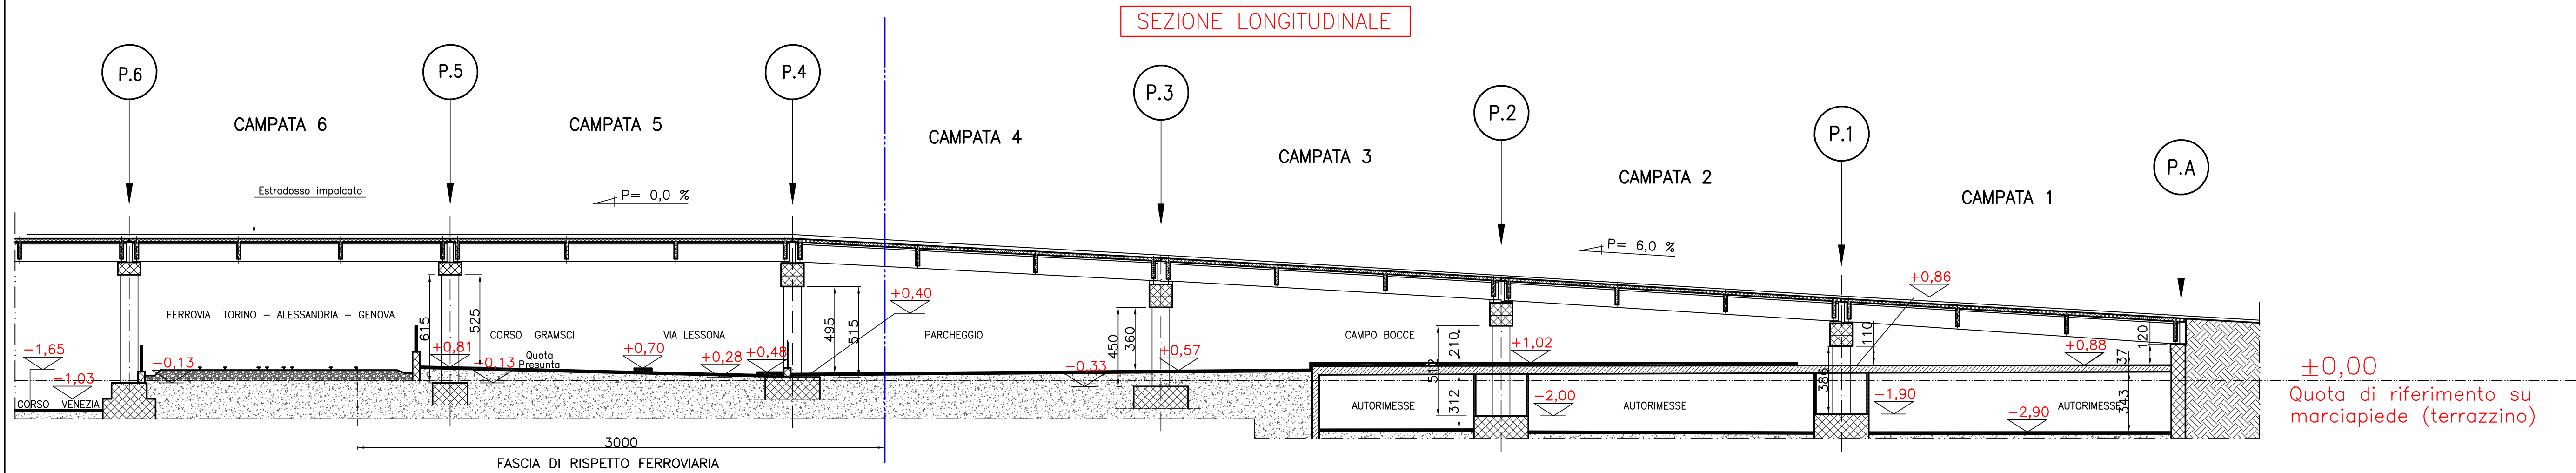 SEZIONE LONGITUDINALE
P.6
P.5
P.4
P.3
P.2
P.1
P.A
CAMPATA 6
CAMPATA 5
CAMPATA 4
CAMPATA 3
CAMPATA 2
CAMPATA 1
Estradosso impalcato
P= 0,0 %
P= 6,0 %
FERROVIA TORINO – ALESSANDRIA – GENOVA
615
525
CORSO GRAMSCI
VIA LESSONA
495
515
+0,40
PARCHEGGIO
450
360
CAMPO BOCCE
512
210
+1,02
110
+0,86
+0,88
37
120
−1,65
−1,03
−0,13
+0,81
−0,13
Quota
Presunta
+0,70
+0,28
+0,48
−0,33
+0,57
CORSO VENEZIA
AUTORIMESSE
312
−2,00
AUTORIMESSE
386
−1,90
−2,90
AUTORIMESSE
343
±0,00
Quota di riferimento su
marciapiede (terrazzino)
3000
FASCIA DI RISPETTO FERROVIARIA